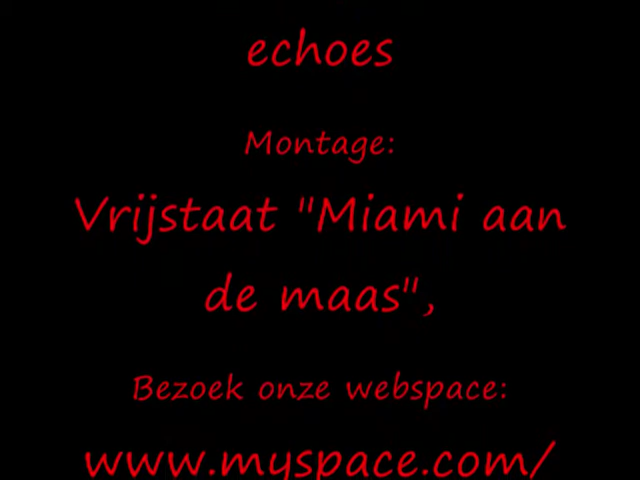 echoes
Montage:
Vrijstaat "Miami aan
de maas",
Bezoek onze webspace:
www.myspace.com/